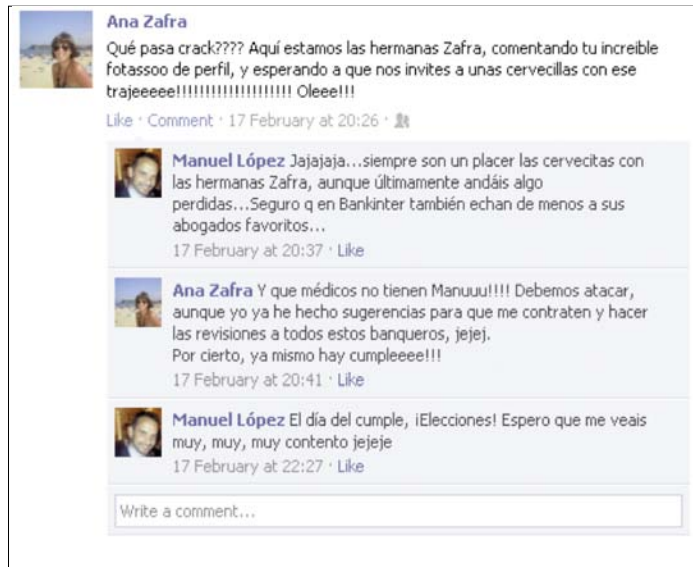 Ana Zafra
Qué pasa crack???? Aquí estamos las hermanas Zafra, comentando tu increible
fotassoo de perfil, y esperando a que nos invites a unas cervecillas con ese
trajeeeee!!!!!!!!!!!!!!!!!!!! Oleee!!!
Like · Comment · 17 February at 20:26 ·
Manuel López Jajajaja...siempre son un placer las cervecitas con
las hermanas Zafra, aunque últimamente andáis algo
perdidas...Seguro q en Bankinter también echan de menos a sus
abogados favoritos...
17 February at 20:37 · Like
Ana Zafra Y que médicos no tienen Manuuu!!!! Debemos atacar,
aunque yo ya he hecho sugerencias para que me contraten y hacer
las revisiones a todos estos banqueros, jejej.
Por cierto, ya mismo hay cumpleeee!!!
17 February at 20:41 · Like
Manuel López El día del cumple, ¡Elecciones! Espero que me veais
muy, muy, muy contento jejeje
17 February at 22:27 · Like
Write a comment...